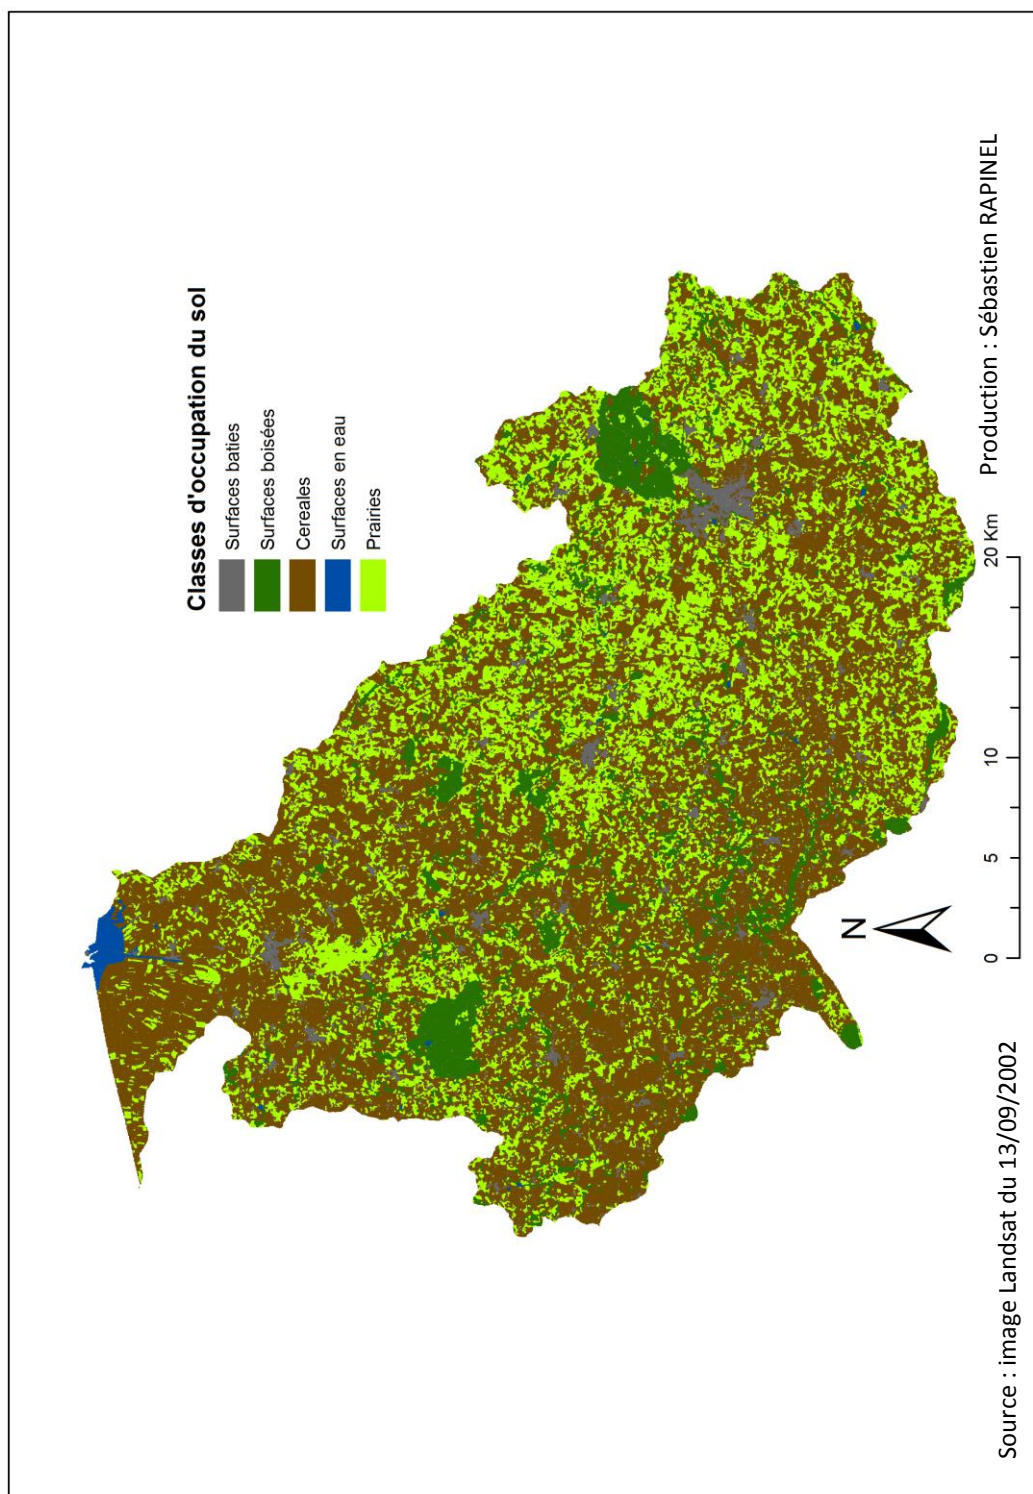 Classes d'occupation du sol
Surfaces baties
Surfaces boisées
Cereales
Surfaces en eau
Prairies
N
0 5 10 20 Km
Source : image Landsat du 13/09/2002
Production : Sébastien RAPINEL